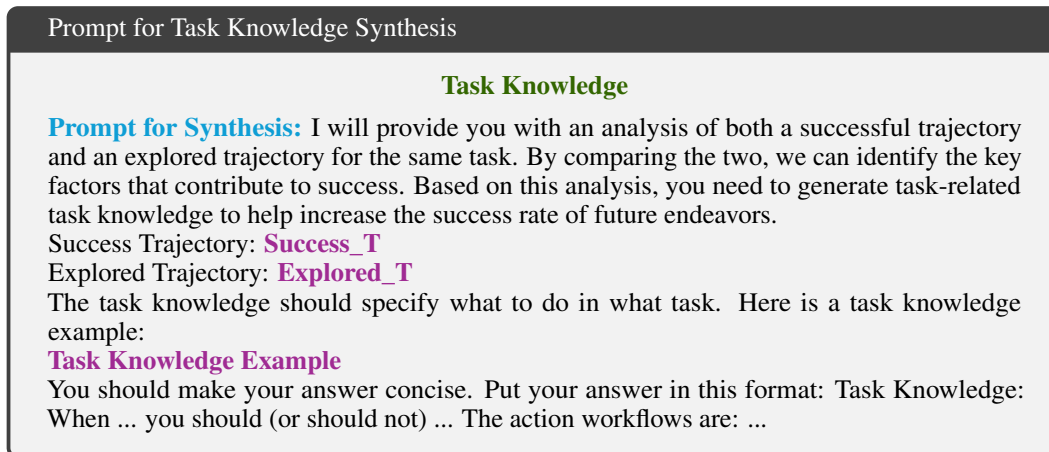 Prompt for Task Knowledge Synthesis
Task Knowledge
Prompt for Synthesis: I will provide you with an analysis of both a successful trajectory
and an explored trajectory for the same task. By comparing the two, we can identify the key
factors that contribute to success. Based on this analysis, you need to generate task-related
task knowledge to help increase the success rate of future endeavors.
Success Trajectory: Success_T
Explored Trajectory: Explored_T
The task knowledge should specify what to do in what task. Here is a task knowledge
example:
Task Knowledge Example
You should make your answer concise. Put your answer in this format: Task Knowledge:
When ... you should (or should not) ... The action workflows are: ...